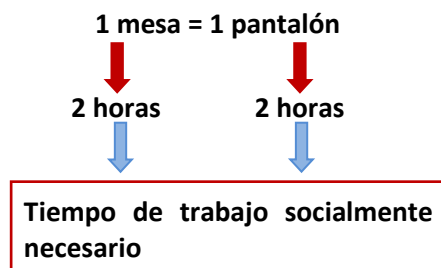 1 mesa = 1 pantalón
2 horas 2 horas
Tiempo de trabajo socialmente
necesario